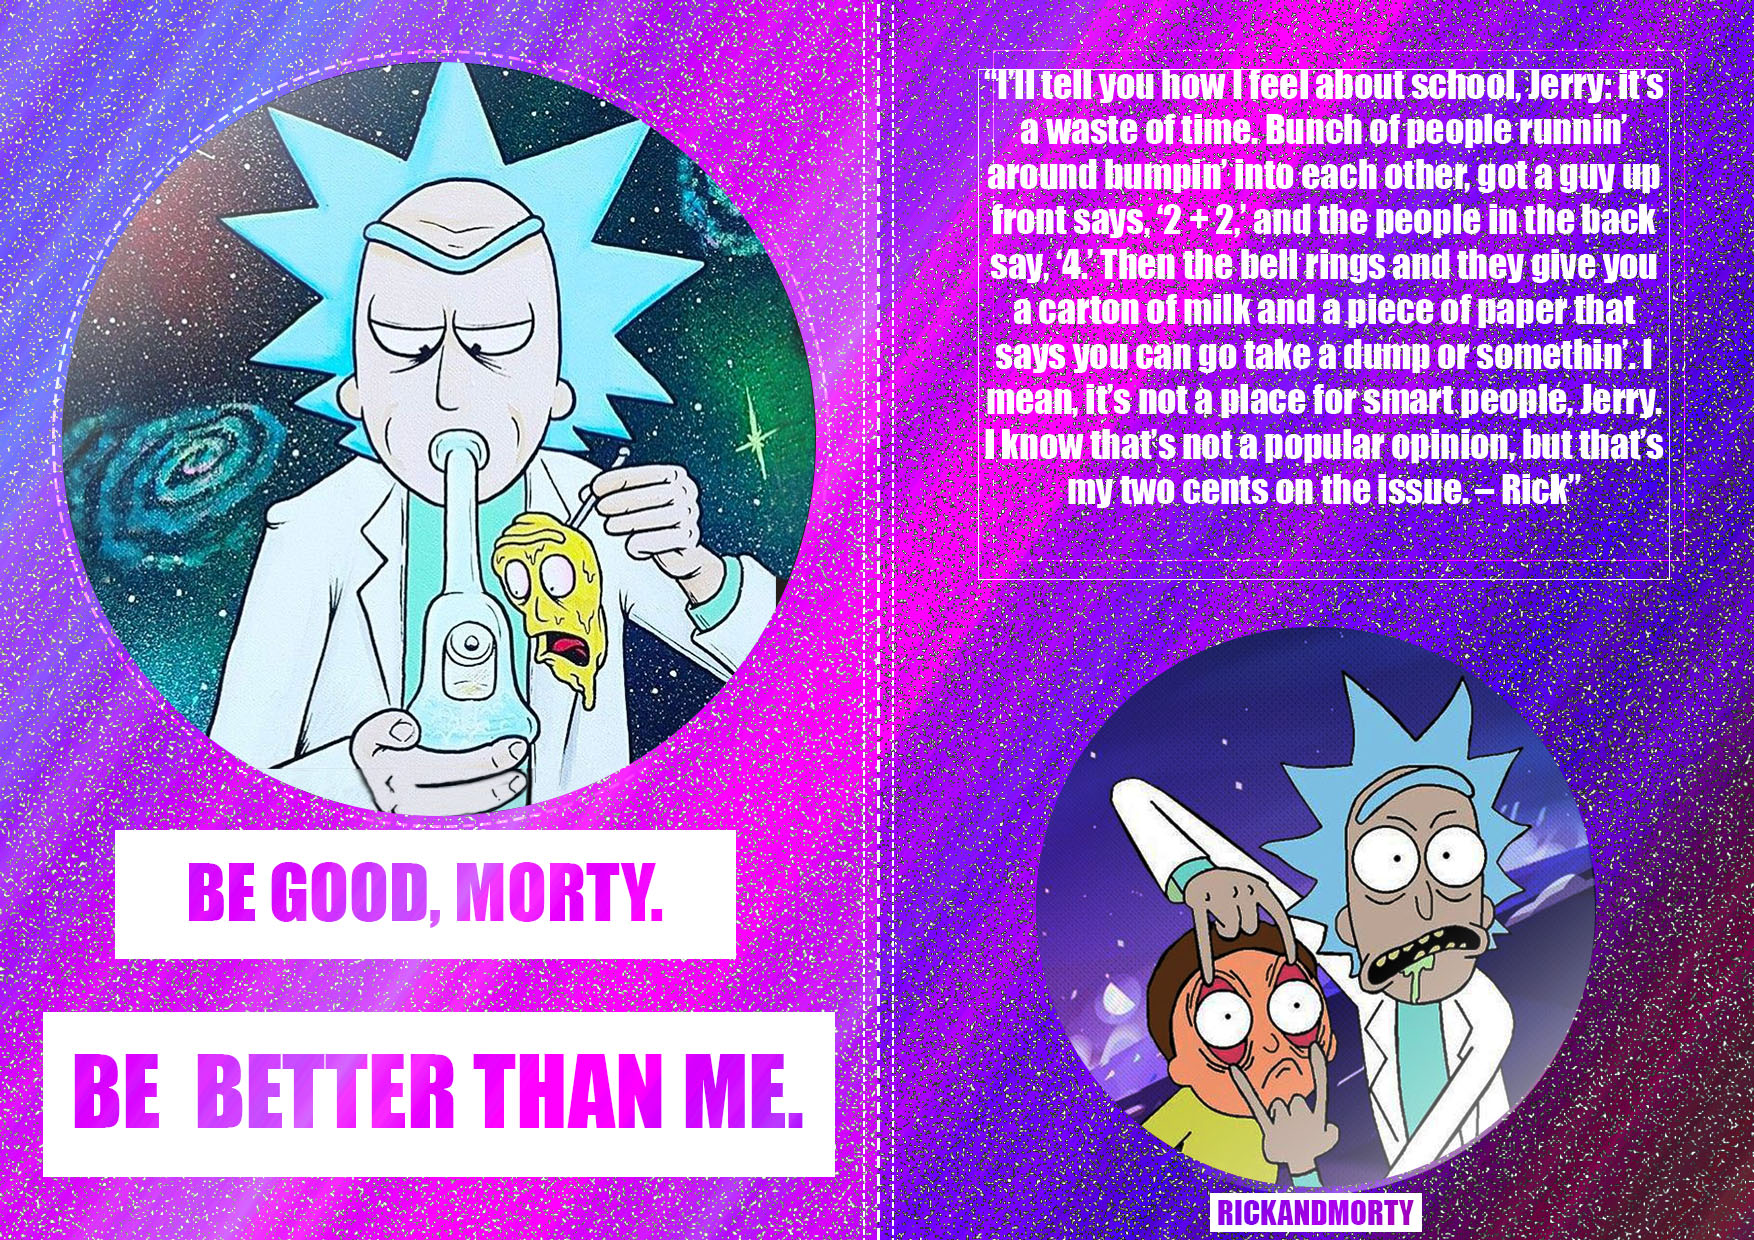 BE GOOD, MORTY.
BE BETTER THAN ME.
“I’ll tell you how I feel about school, Jerry: it’s
a waste of time. Bunch of people runnin’
around bumpin’ into each other, got a guy up
front says, ‘2 + 2,’ and the people in the back
say, ‘4.’ Then the bell rings and they give you
a carton of milk and a piece of paper that
says you can go take a dump or somethin’. I
mean, it’s not a place for smart people, Jerry.
I know that’s not a popular opinion, but that’s
my two cents on the issue. – Rick”
RICKANDMORTY